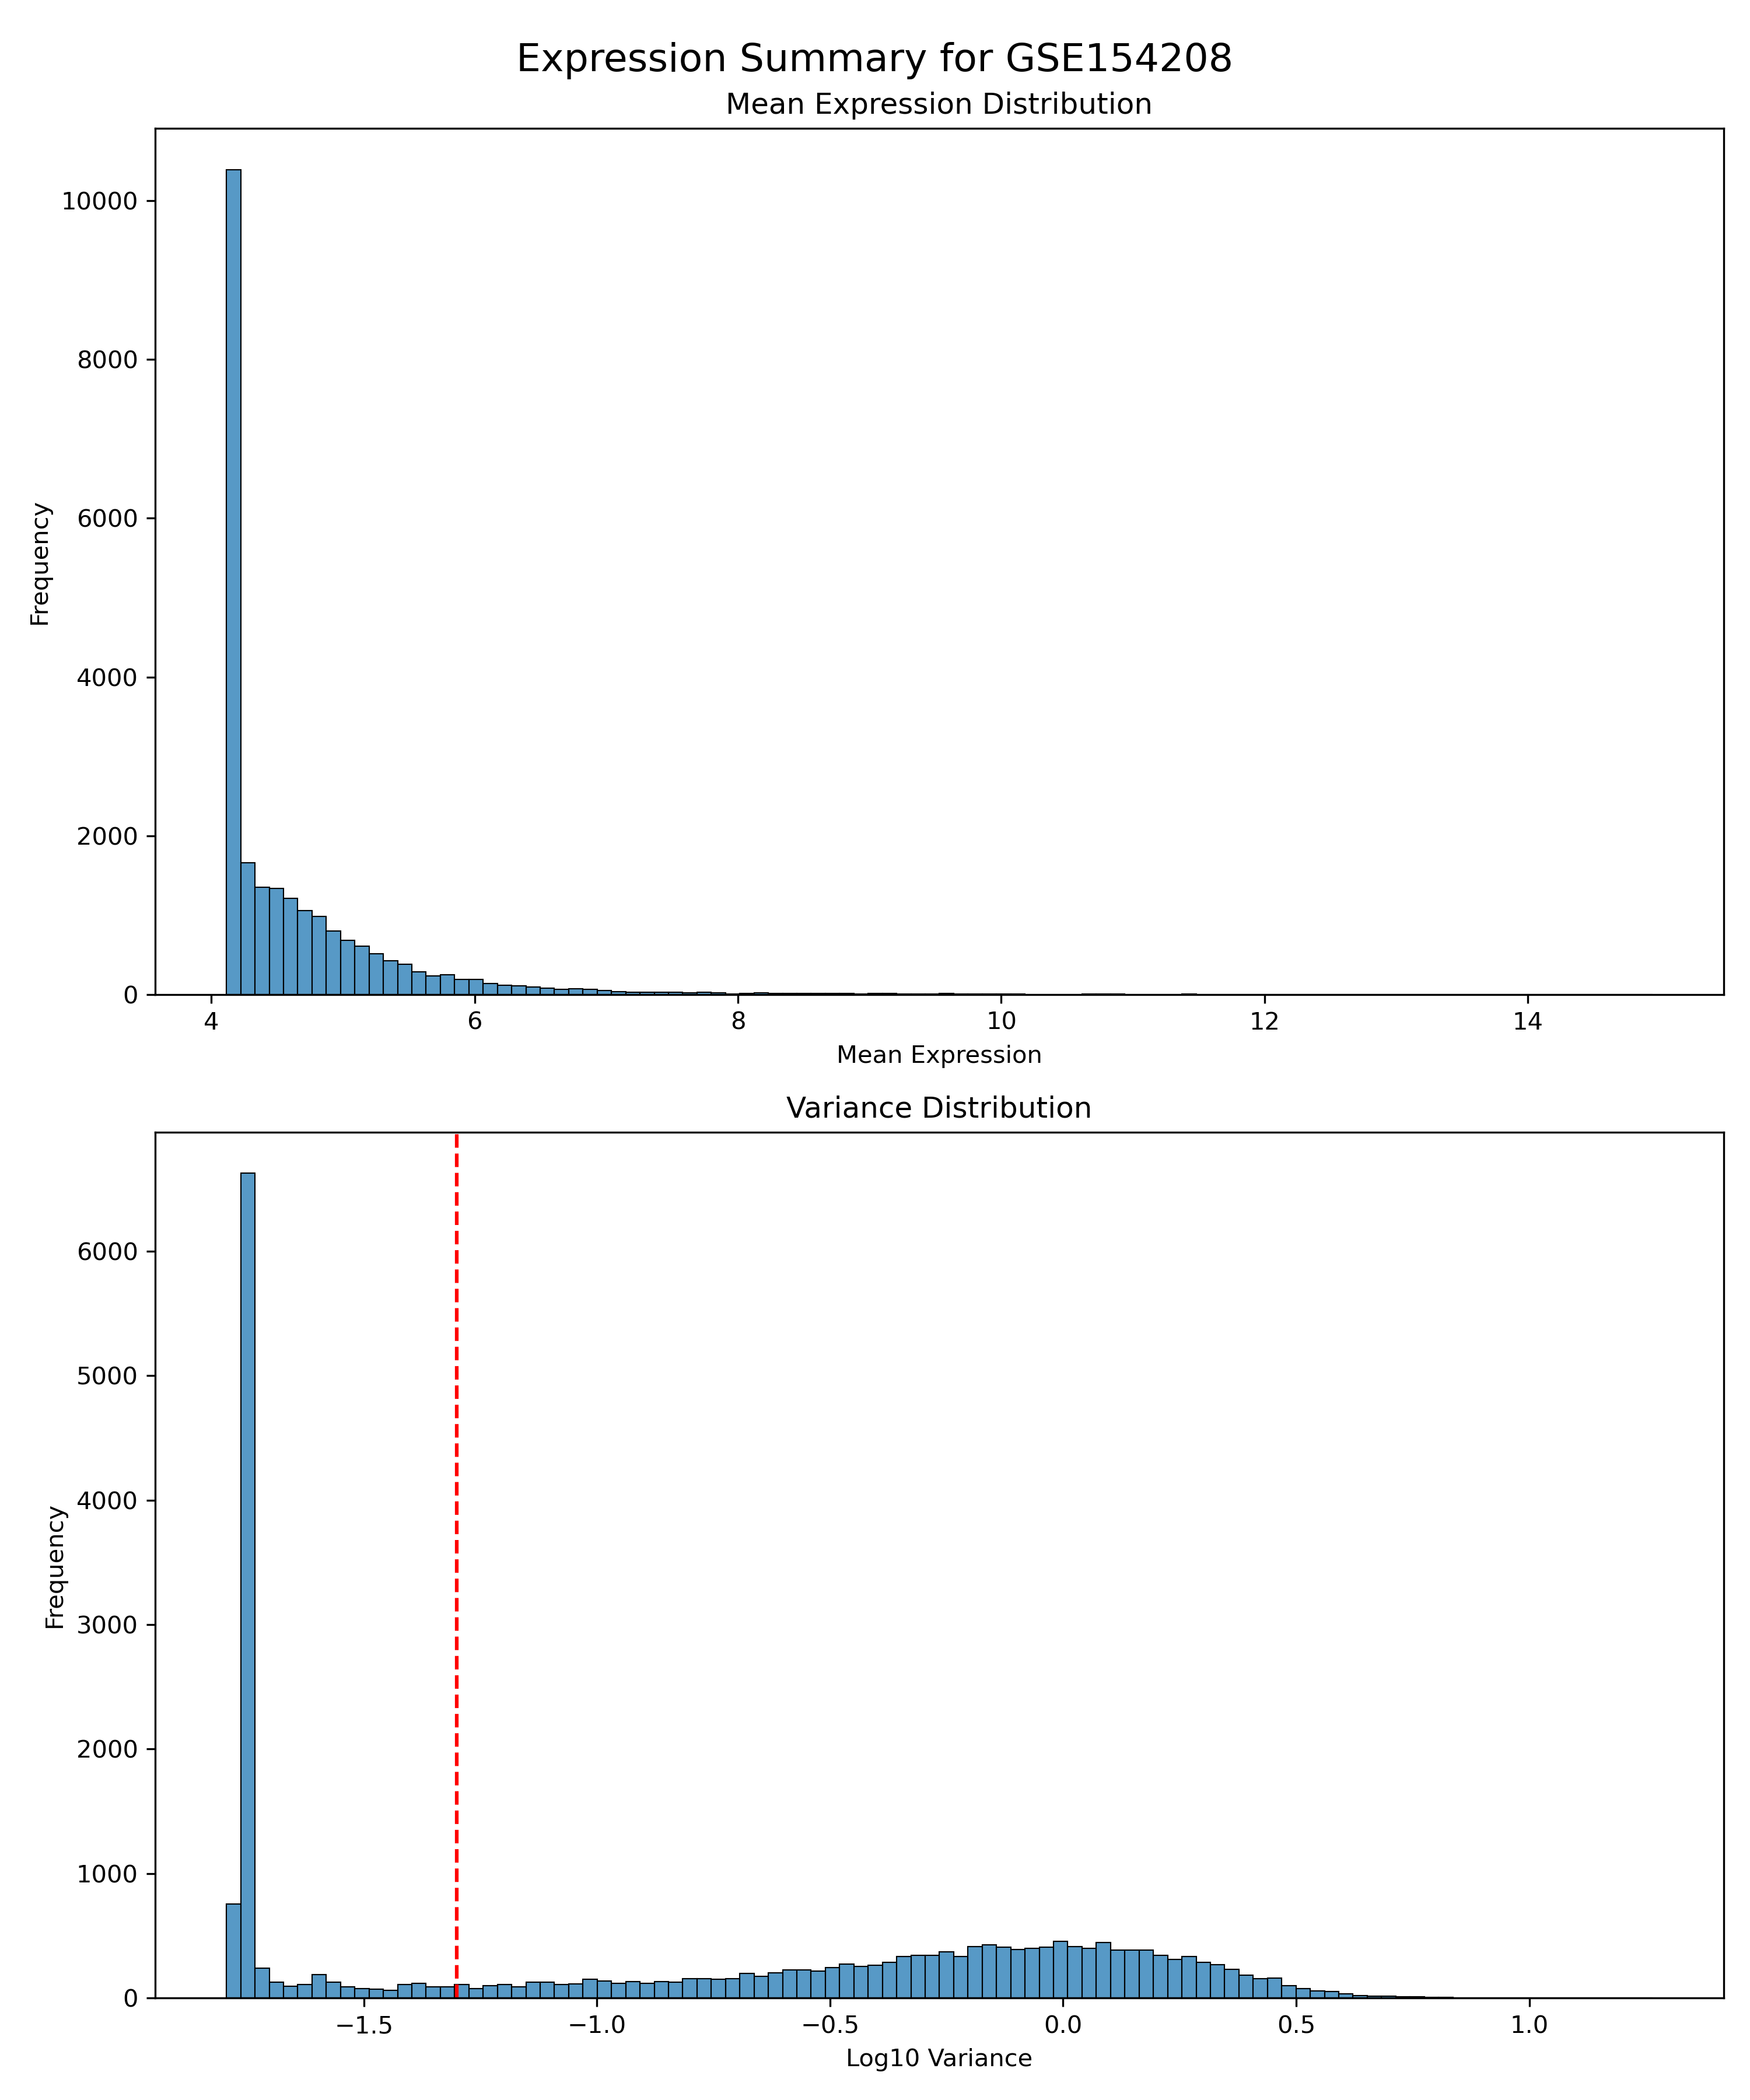 Expression Summary for GSE154208
Mean Expression Distribution
10000
8000
6000
4000
2000
0
Frequency
4 6 8 10 12 14
Mean Expression
Variance Distribution
6000
5000
4000
3000
2000
1000
0
Frequency
−1.5 −1.0 −0.5 0.0 0.5 1.0
Log10 Variance